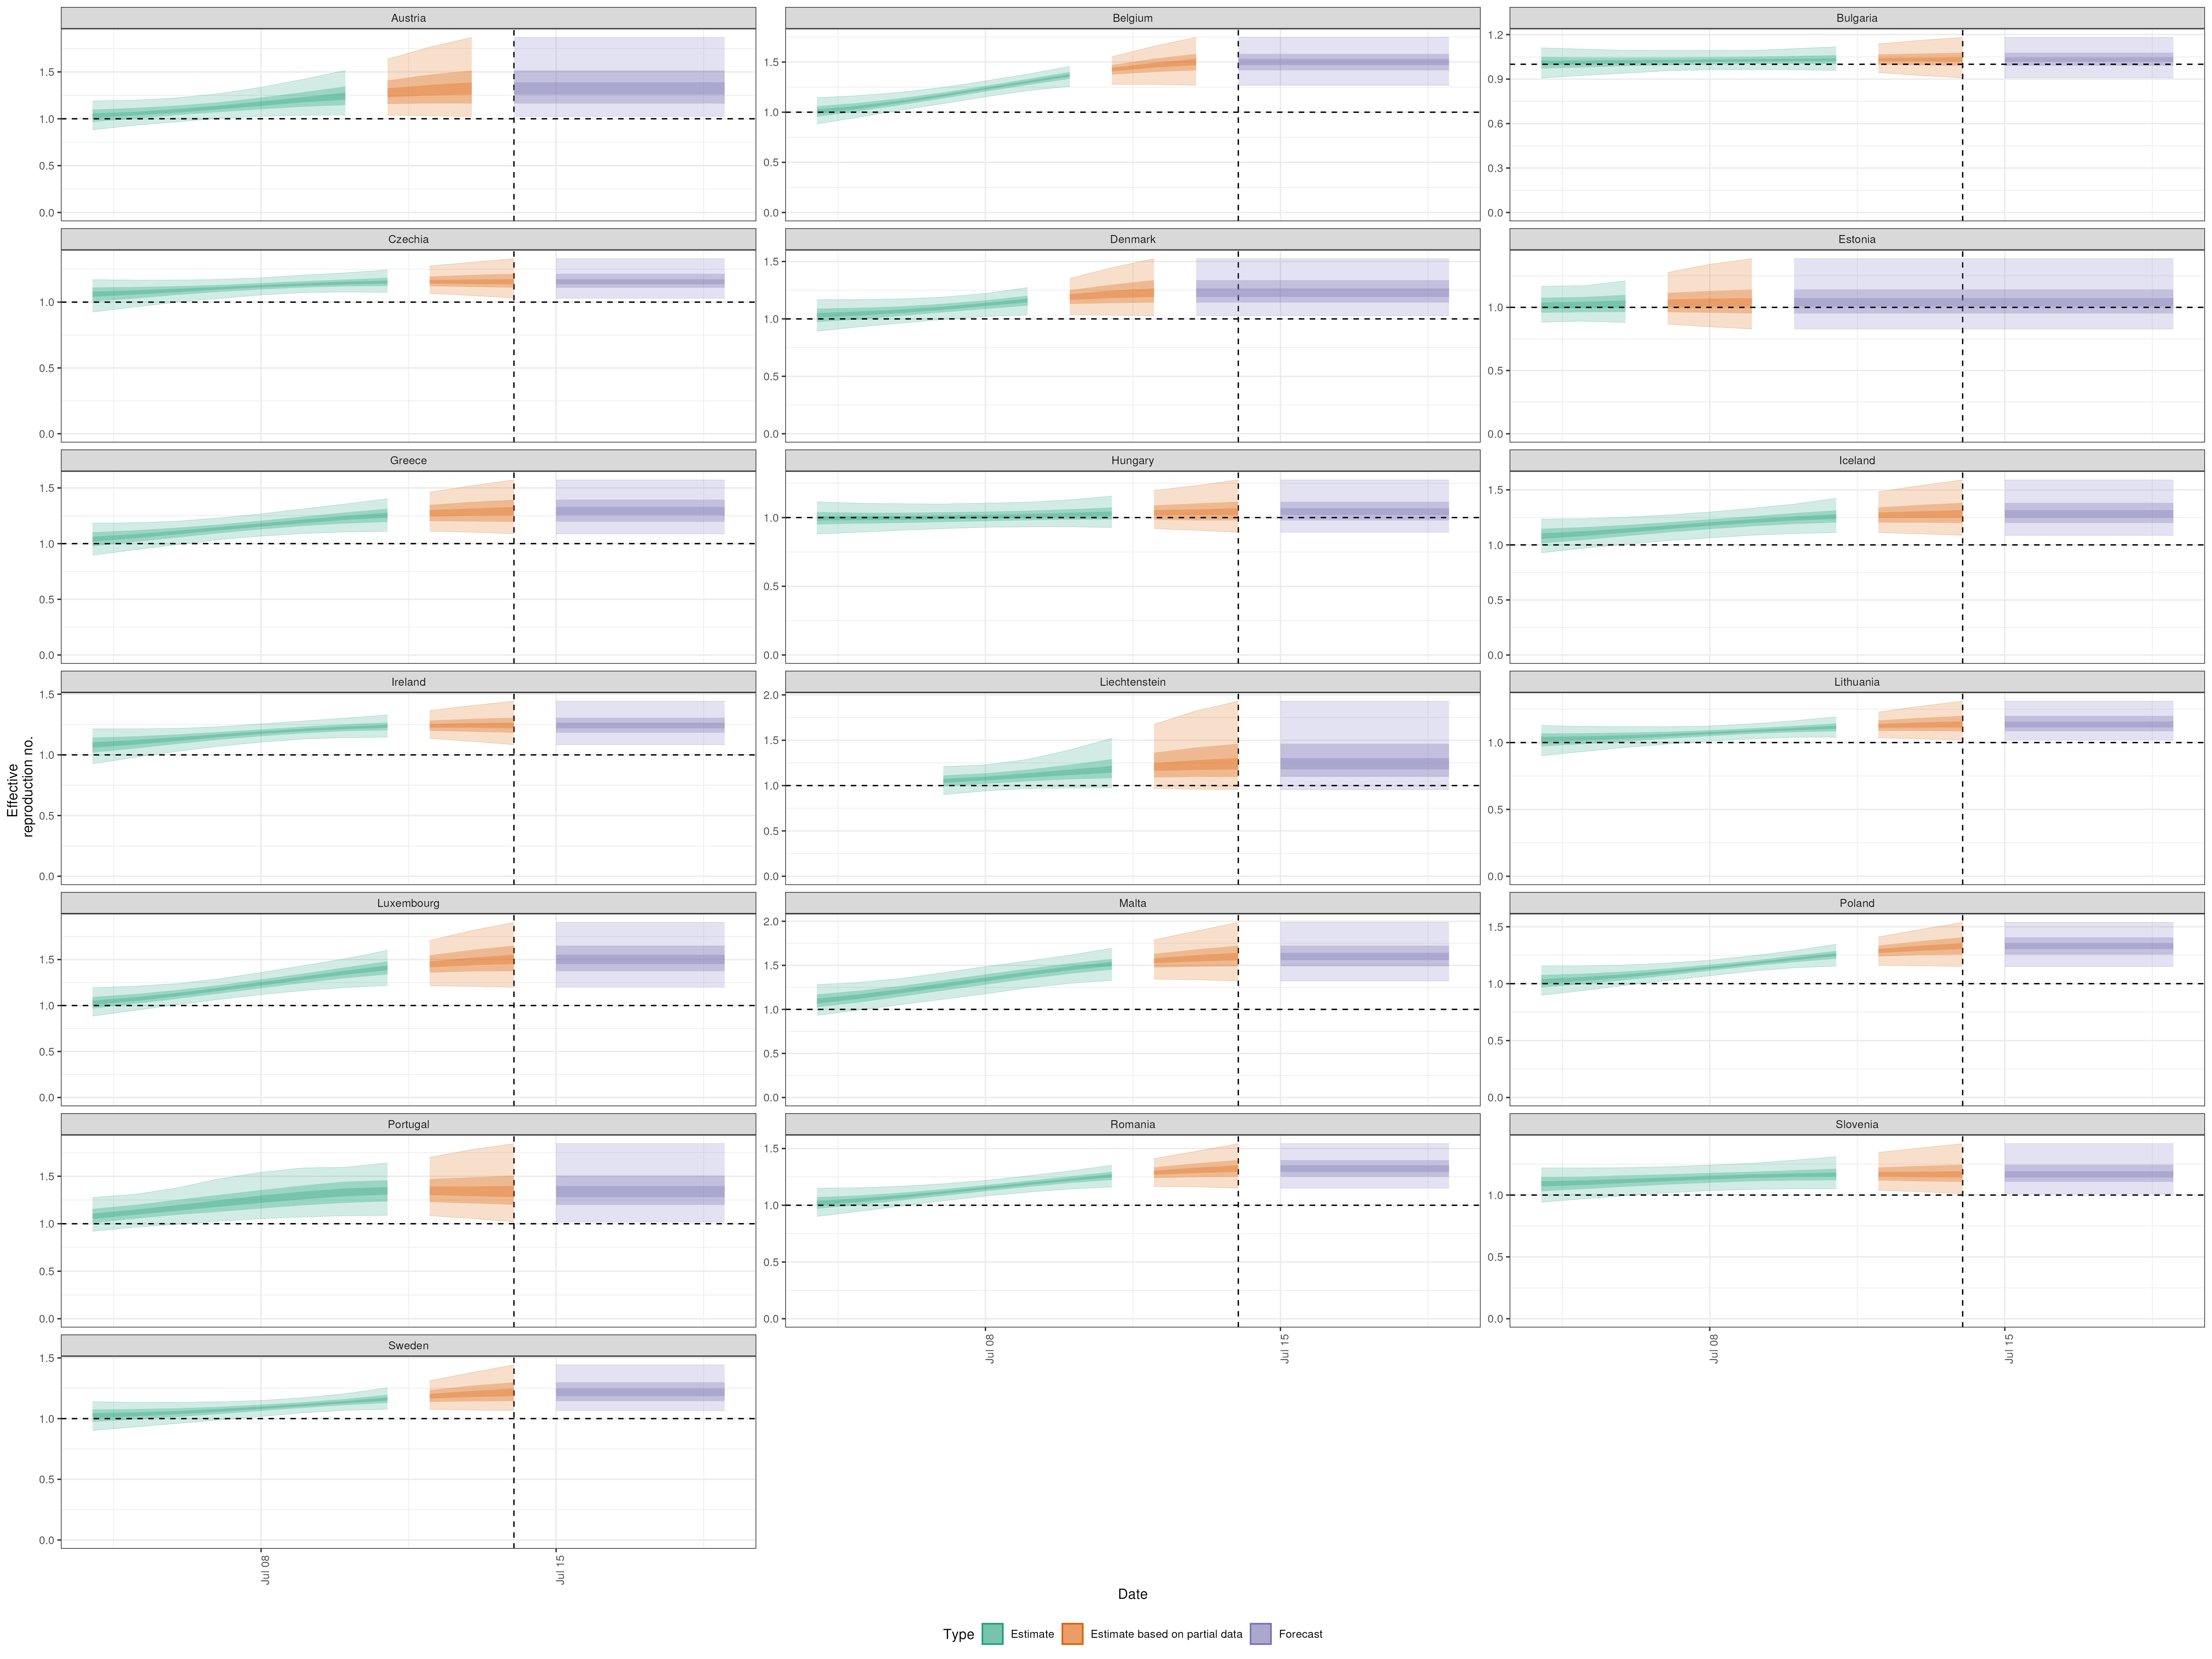 Austria
Belgium
Bulgaria
1.5
1.0
0.5
0.0
1.5
1.0
0.5
0.0
1.2
0.9
0.6
0.3
0.0
Czechia
Denmark
Estonia
1.0
0.5
0.0
1.5
1.0
0.5
0.0
1.0
0.5
0.0
Greece
Hungary
Iceland
1.5
1.0
0.5
0.0
1.0
0.5
0.0
1.5
1.0
0.5
0.0
Ireland
Liechtenstein
Lithuania
1.5
1.0
0.5
0.0
2.0
1.5
1.0
0.5
0.0
1.0
0.5
0.0
Effective
reproduction no.
Luxembourg
Malta
Poland
1.5
1.0
0.5
0.0
2.0
1.5
1.0
0.5
0.0
1.5
1.0
0.5
0.0
Portugal
Romania
Slovenia
1.5
1.0
0.5
0.0
1.5
1.0
0.5
0.0
1.0
0.5
0.0
Jul 08
Jul 15
Jul 08
Jul 15
Sweden
1.5
1.0
0.5
0.0
Jul 08
Jul 15
Date
Type
Estimate
Estimate based on partial data
Forecast